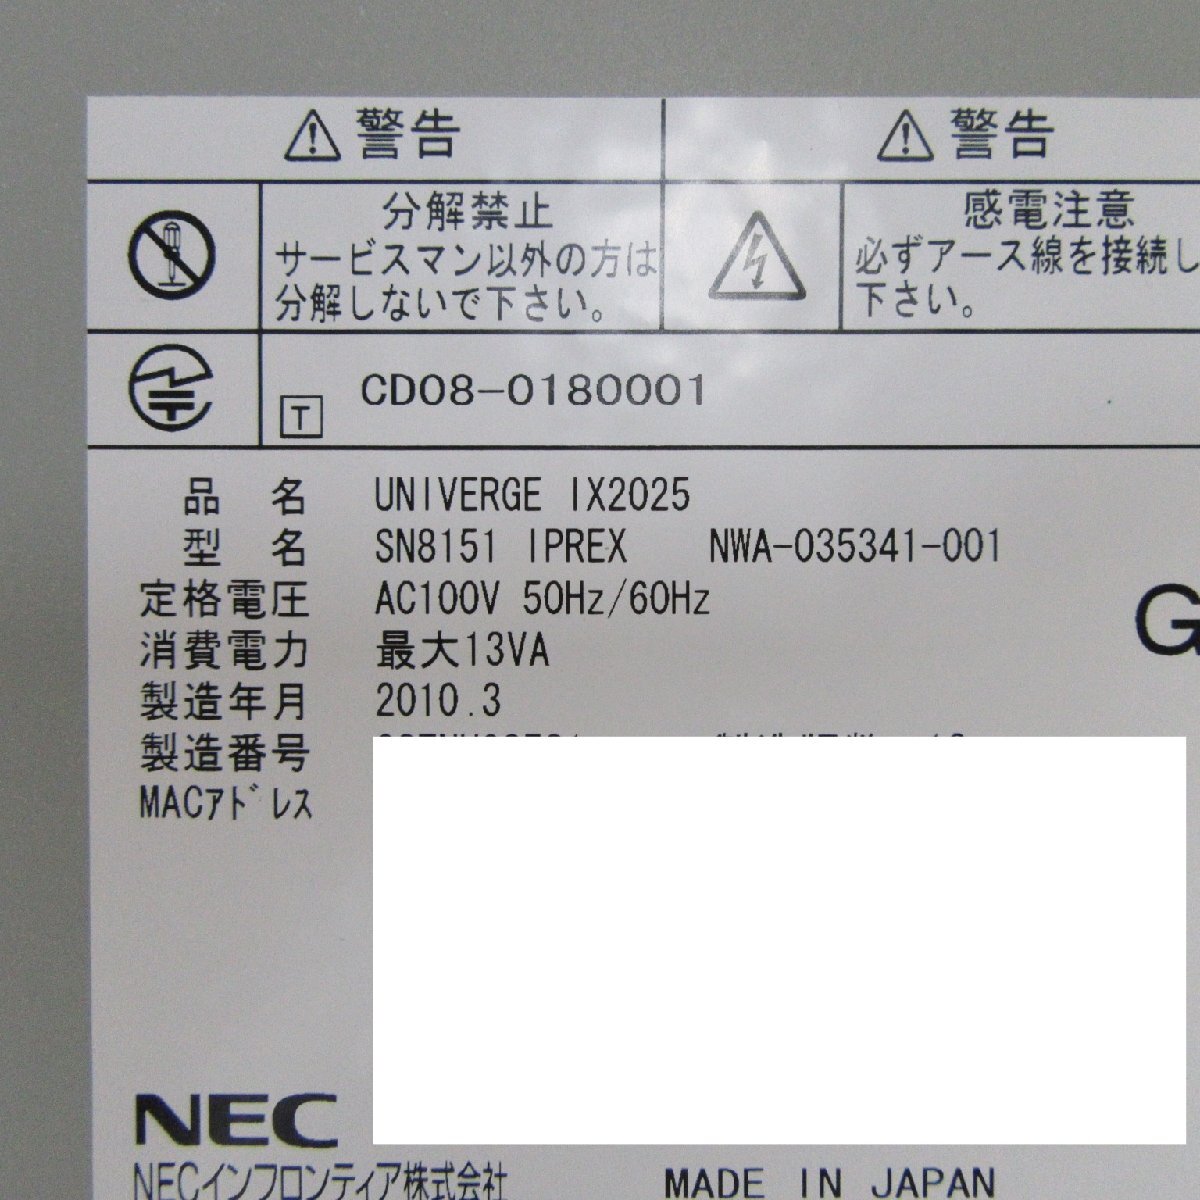 警告
警告
分解禁止
サービスマン以外の方は
分解しないで下さい。
感電注意
必ずアース線を接続し
下さい。
T CD08-0180001
品 名 UNIVERGE IX2025
型 名 SN8151 IPREX NWA-035341-001
定格電圧 AC100V 50Hz/60Hz
消費電力 最大13VA
製造年月 2010.3
製造番号
MACアドレス
G
NEC
NECインフロンティア株式会社
MADE IN JAPAN